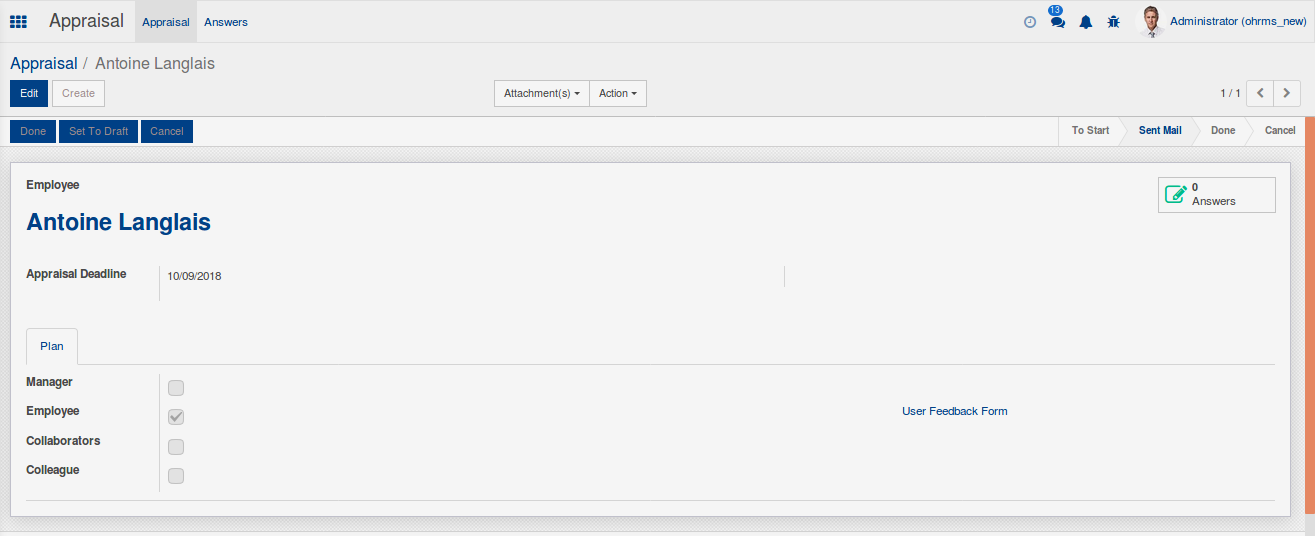 Appraisal Appraisal Answers 13 Administrator (ohrms_new)
Appraisal / Antoine Langlais
Edit Create Attachment(s) Action 1 / 1
Done Set To Draft Cancel To Start Sent Mail Done Cancel
Employee
0
Answers
Antoine Langlais
Appraisal Deadline 10/09/2018
Plan
Manager
Employee User Feedback Form
Collaborators
Colleague